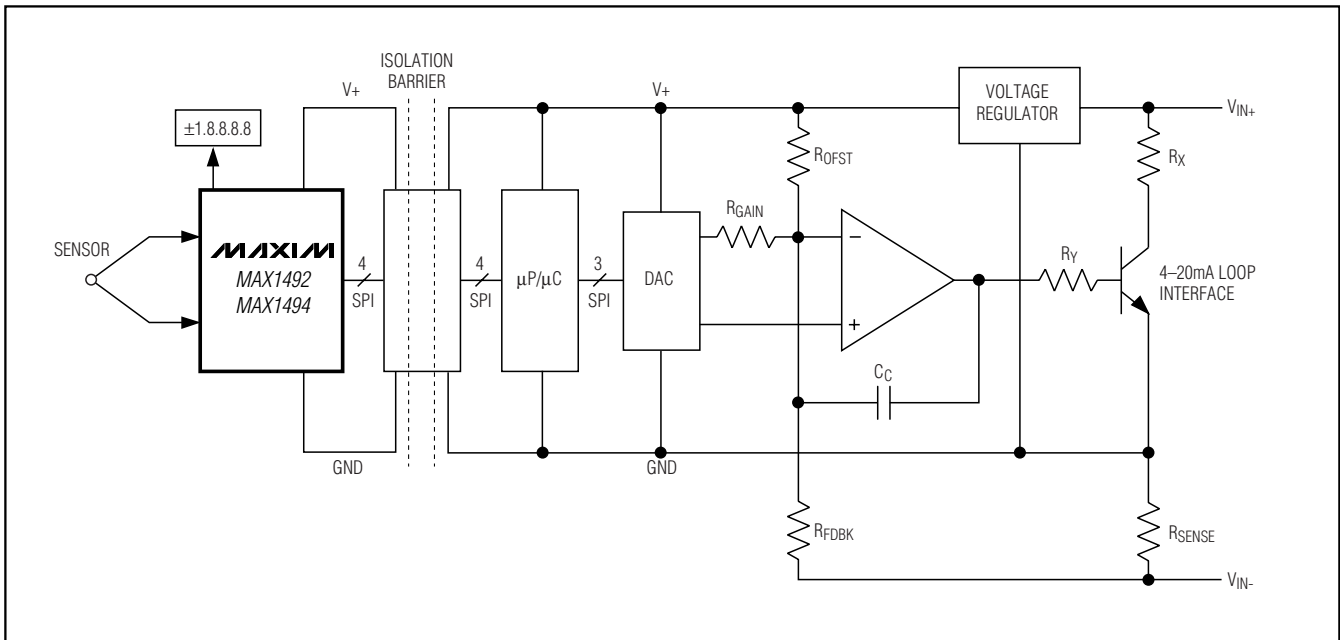 ISOLATION
BARRIER
V+
V+
VOLTAGE
REGULATOR
VIN+
±1.8.8.8.8
ROFST
RX
RGAIN
−
SENSOR
MAXIM
MAX1492
MAX1494
4
SPI
4
SPI
µP/µC
3
SPI
DAC
RY
4–20mA LOOP
INTERFACE
+
CC
GND
GND
RFDBK
RSENSE
VIN-